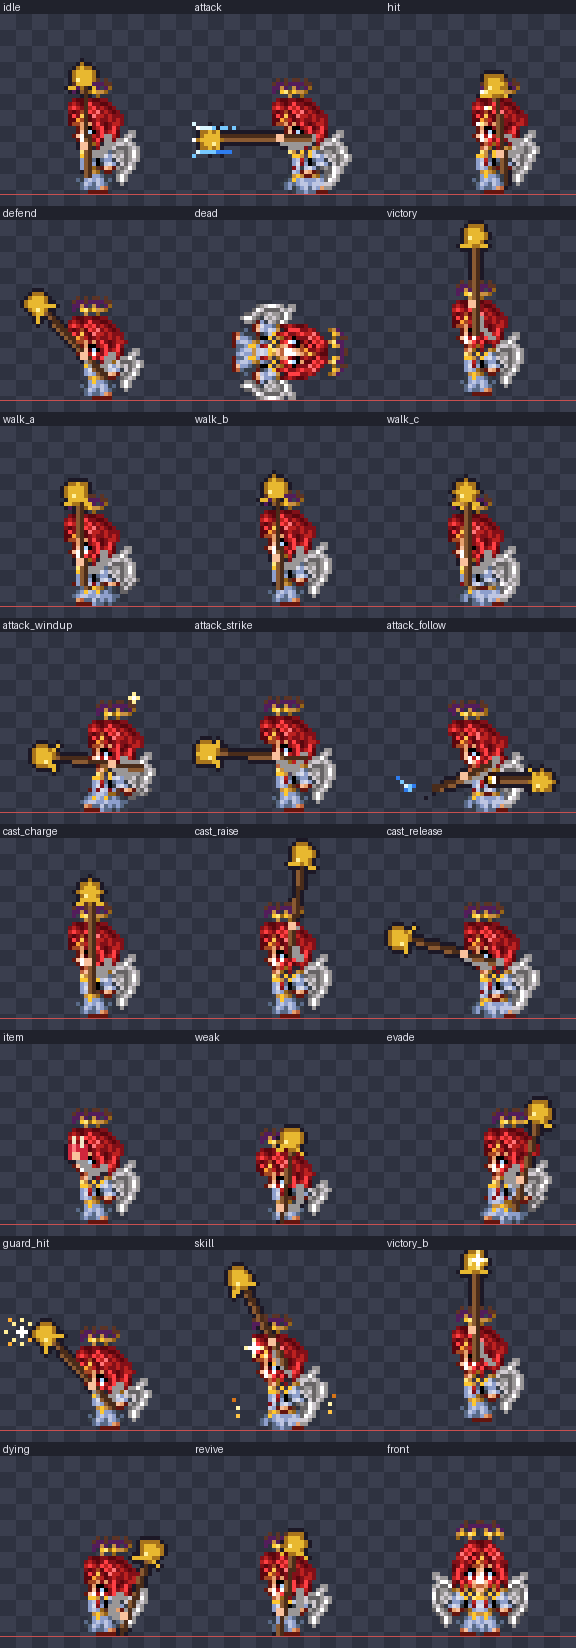 idle attack hit
defend dead victory
walk_a walk_b walk_c
attack_windup attack_strike attack_follow
cast_charge cast_raise cast_release
item weak evade
guard_hit skill victory_b
dying revive front